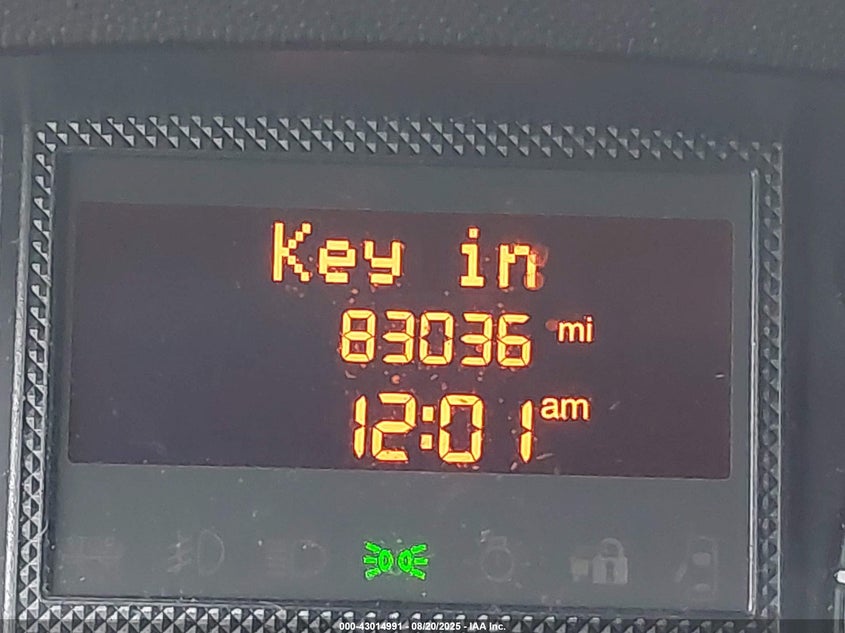 Key in
83036 mi
12:01 am
000-43014991 - 08/20/2025 - IAA Inc.